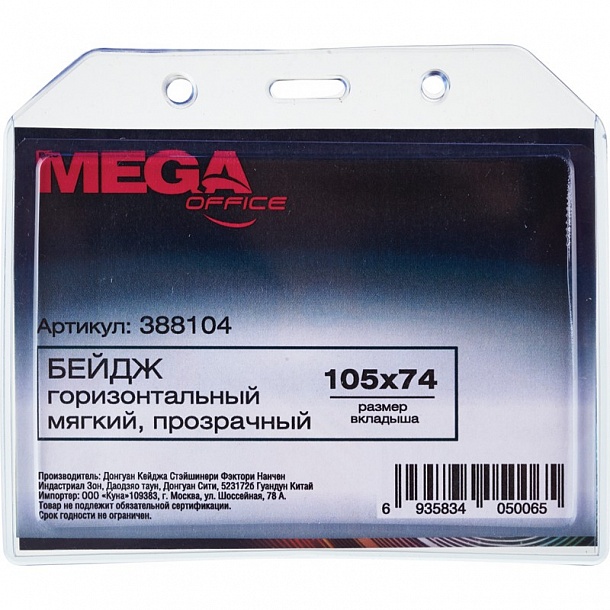 ProMEGA
OFFICE
Артикул: 388104
БЕЙДЖ
горизонтальный
мягкий, прозрачный
105x74
размер
вкладыша
Производитель: Донгуан Кейджа Стэйшинери Фэктори Нанчен
Индастриал Зон, Даодзяо таун, Донгуан Сити, 5231726 Гуандун Китай
Импортер: ООО «Куна»109383, г. Москва, ул. Шоссейная, 78 А.
Товар не подлежит обязательной сертификации.
Срок годности не ограничен.
6 935834 050065